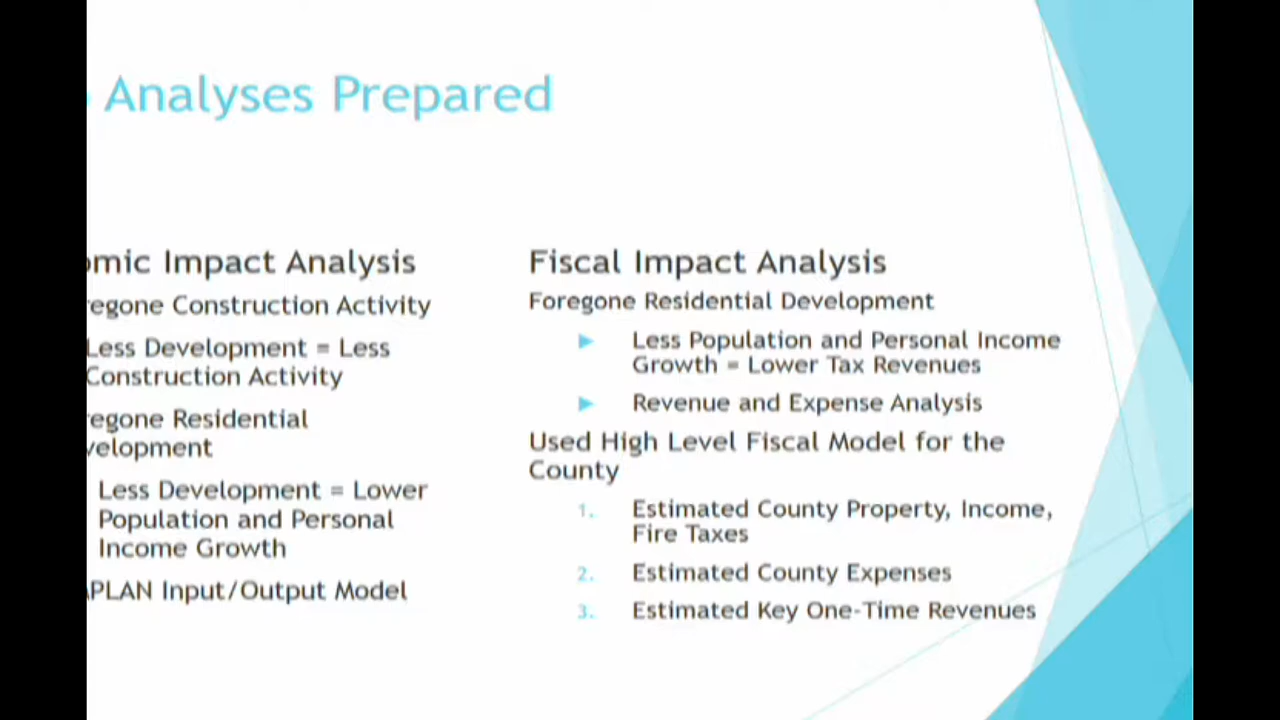 Analyses Prepared
omic Impact Analysis
regone Construction Activity
Less Development = Less
Construction Activity
regone Residential
velopment
Less Development = Lower
Population and Personal
Income Growth
PLAN Input/Output Model
Fiscal Impact Analysis
Foregone Residential Development
Less Population and Personal Income
Growth = Lower Tax Revenues
Revenue and Expense Analysis
Used High Level Fiscal Model for the
County
1. Estimated County Property, Income,
Fire Taxes
2. Estimated County Expenses
3. Estimated Key One-Time Revenues